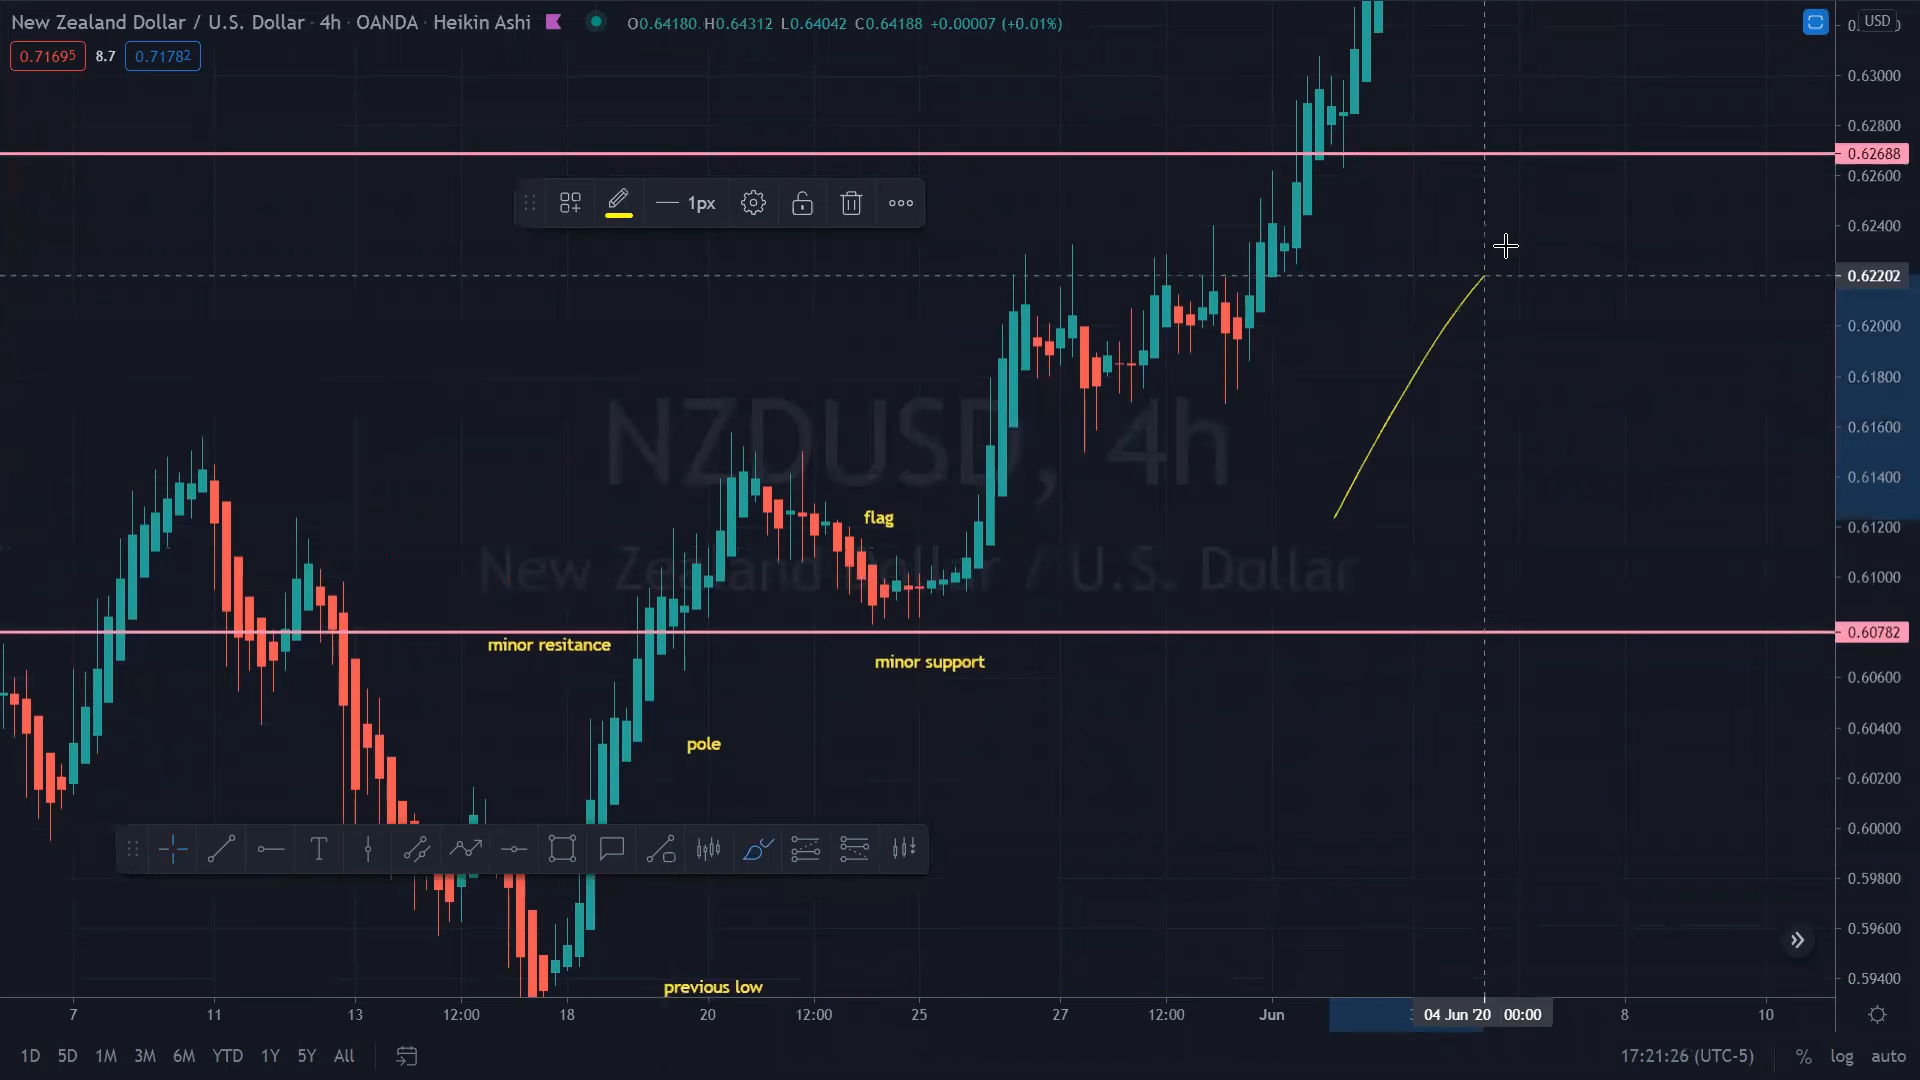 New Zealand Dollar / U.S. Dollar · 4h · OANDA · Heikin Ashi
O0.64180 H0.64312 L0.64042 C0.64188 +0.00007 (+0.01%)
USD
0.71695 8.7 0.71782
0.63000
0.62800
0.62688
0.62600
1px
0.62400
0.62202
0.62000
0.61800
0.61600
NZDUSD, 4h
0.61400
flag
0.61200
New Zealand Dollar / U.S. Dollar
0.61000
0.60782
minor resitance
minor support
0.60600
0.60400
pole
0.60200
0.60000
0.59800
0.59600
0.59400
previous low
7 11 13 12:00 18 20 12:00 25 27 12:00 Jun 04 Jun '20 00:00 8 10
1D 5D 1M 3M 6M YTD 1Y 5Y All 17:21:26 (UTC-5) % log auto